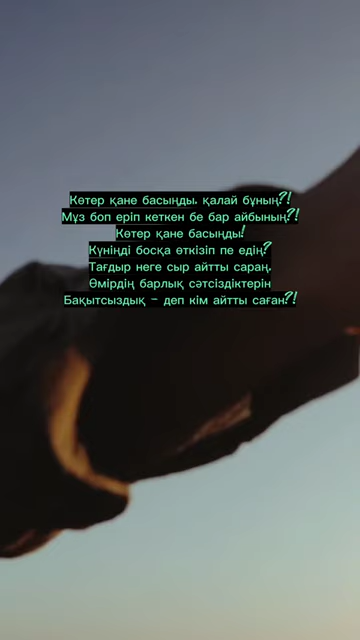 Көтер қане басыңды. қалай бұның?!
Мұз боп еріп кеткен бе бар айбының?!
Көтер қане басыңды!
Күніңді босқа өткізіп пе едің?
Тағдыр неге сыр айтты сараң.
Өмірдің барлық сәтсіздіктерін
Бақытсыздық - деп кім айтты саған?!